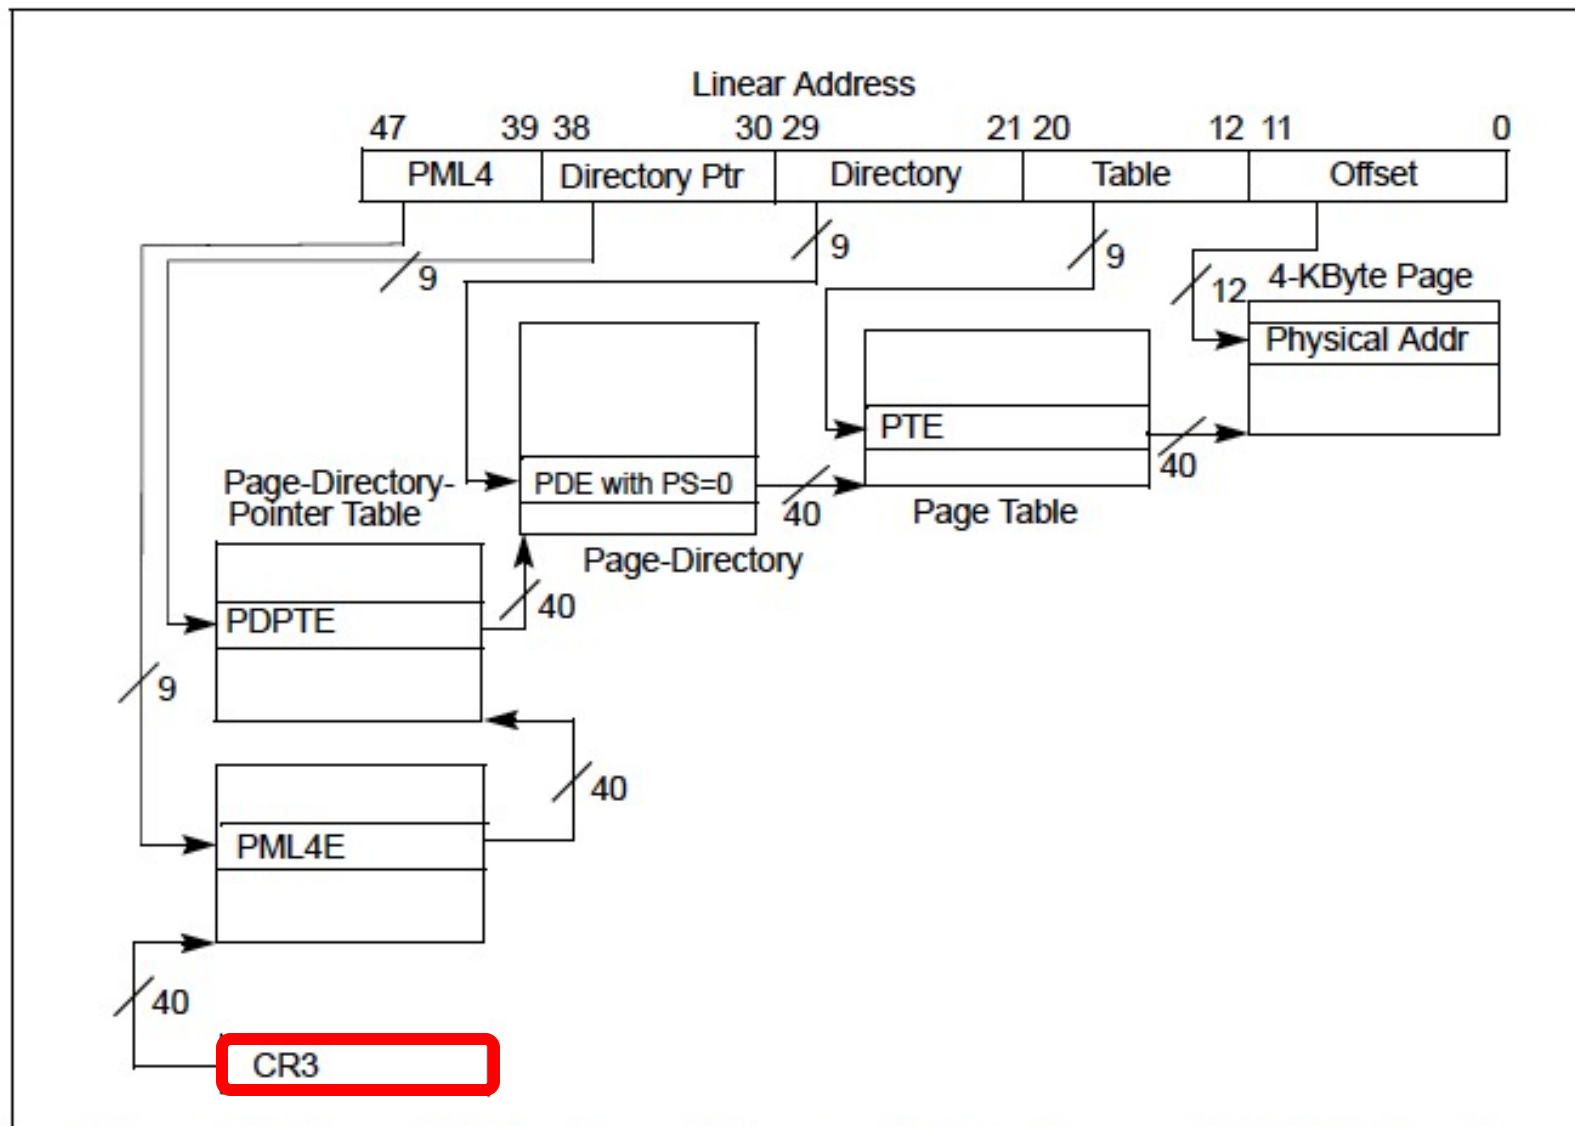 Linear Address
47 39 38 30 29 21 20 12 11 0
PML4 Directory Ptr Directory Table Offset
9 9 9 12
4-KByte Page
Physical Addr
PTE
40
PDE with PS=0
40
Page Table
Page-Directory-
Pointer Table
Page-Directory
40
PDPTE
9
40
PML4E
40
CR3